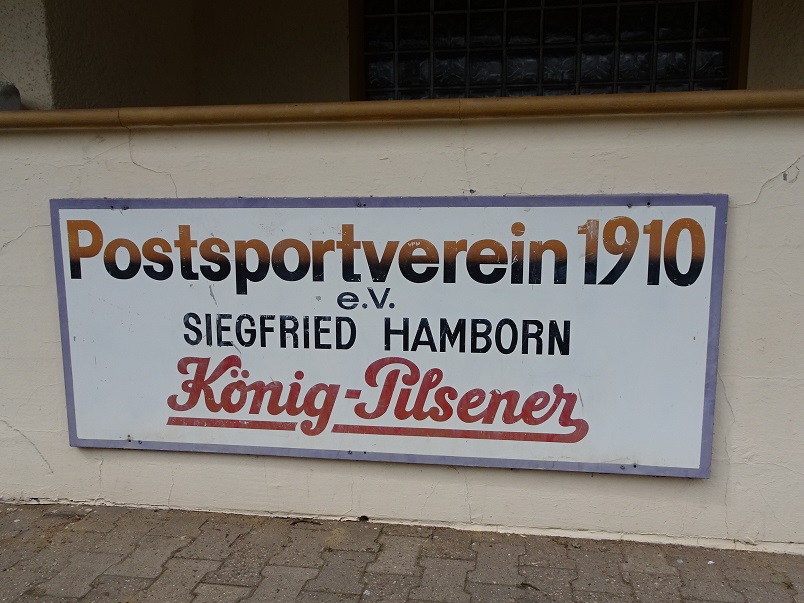 Postsportverein 1910
e.V.
SIEGFRIED HAMBORN
König-Pilsener